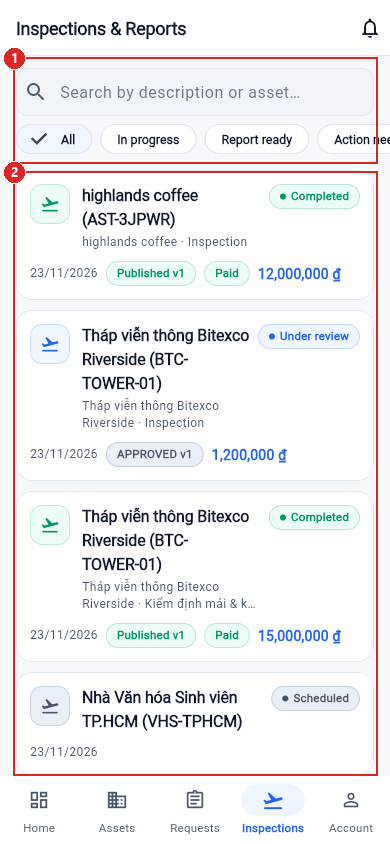 Inspections & Reports
1
Search by description or asset…
All
In progress
Report ready
Action nee
2
highlands coffee
(AST-3JPWR)
Completed
highlands coffee · Inspection
23/11/2026
Published v1
Paid
12,000,000 ₫
Tháp viễn thông Bitexco
Riverside (BTC-
TOWER-01)
Under review
Tháp viễn thông Bitexco
Riverside · Inspection
23/11/2026
APPROVED v1
1,200,000 ₫
Tháp viễn thông Bitexco
Riverside (BTC-
TOWER-01)
Completed
Tháp viễn thông Bitexco
Riverside · Kiểm định mái & k…
23/11/2026
Published v1
Paid
15,000,000 ₫
Nhà Văn hóa Sinh viên
TP.HCM (VHS-TPHCM)
Scheduled
23/11/2026
Home
Assets
Requests
Inspections
Account